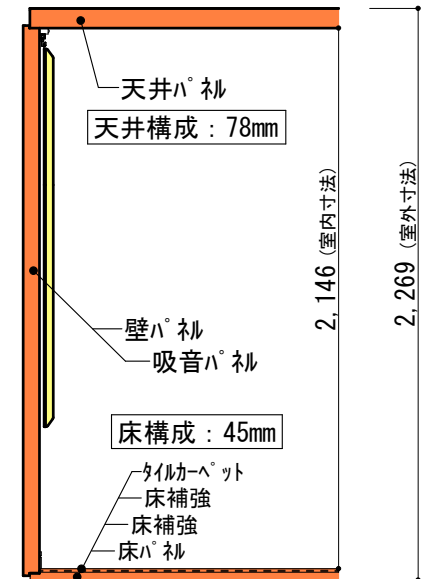 天井ﾊﾟﾈﾙ
天井構成：78mm
2,146（室内寸法）
2,269（室外寸法）
壁ﾊﾟﾈﾙ
吸音ﾊﾟﾈﾙ
床構成：45mm
ﾀｲﾙｶｰﾍﾟｯﾄ
床補強
床補強
床ﾊﾟﾈﾙ